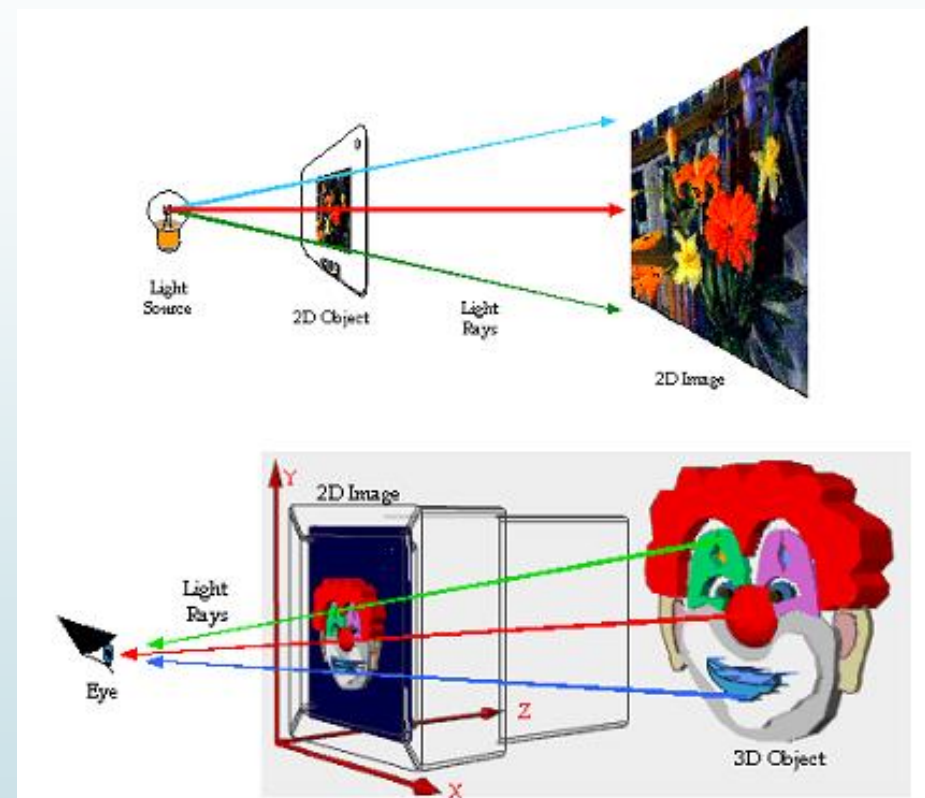 Light
Source
2D Object
Light
Rays
2D Image
Y
2D Image
Light
Rays
Eye
Z
X
3D Object